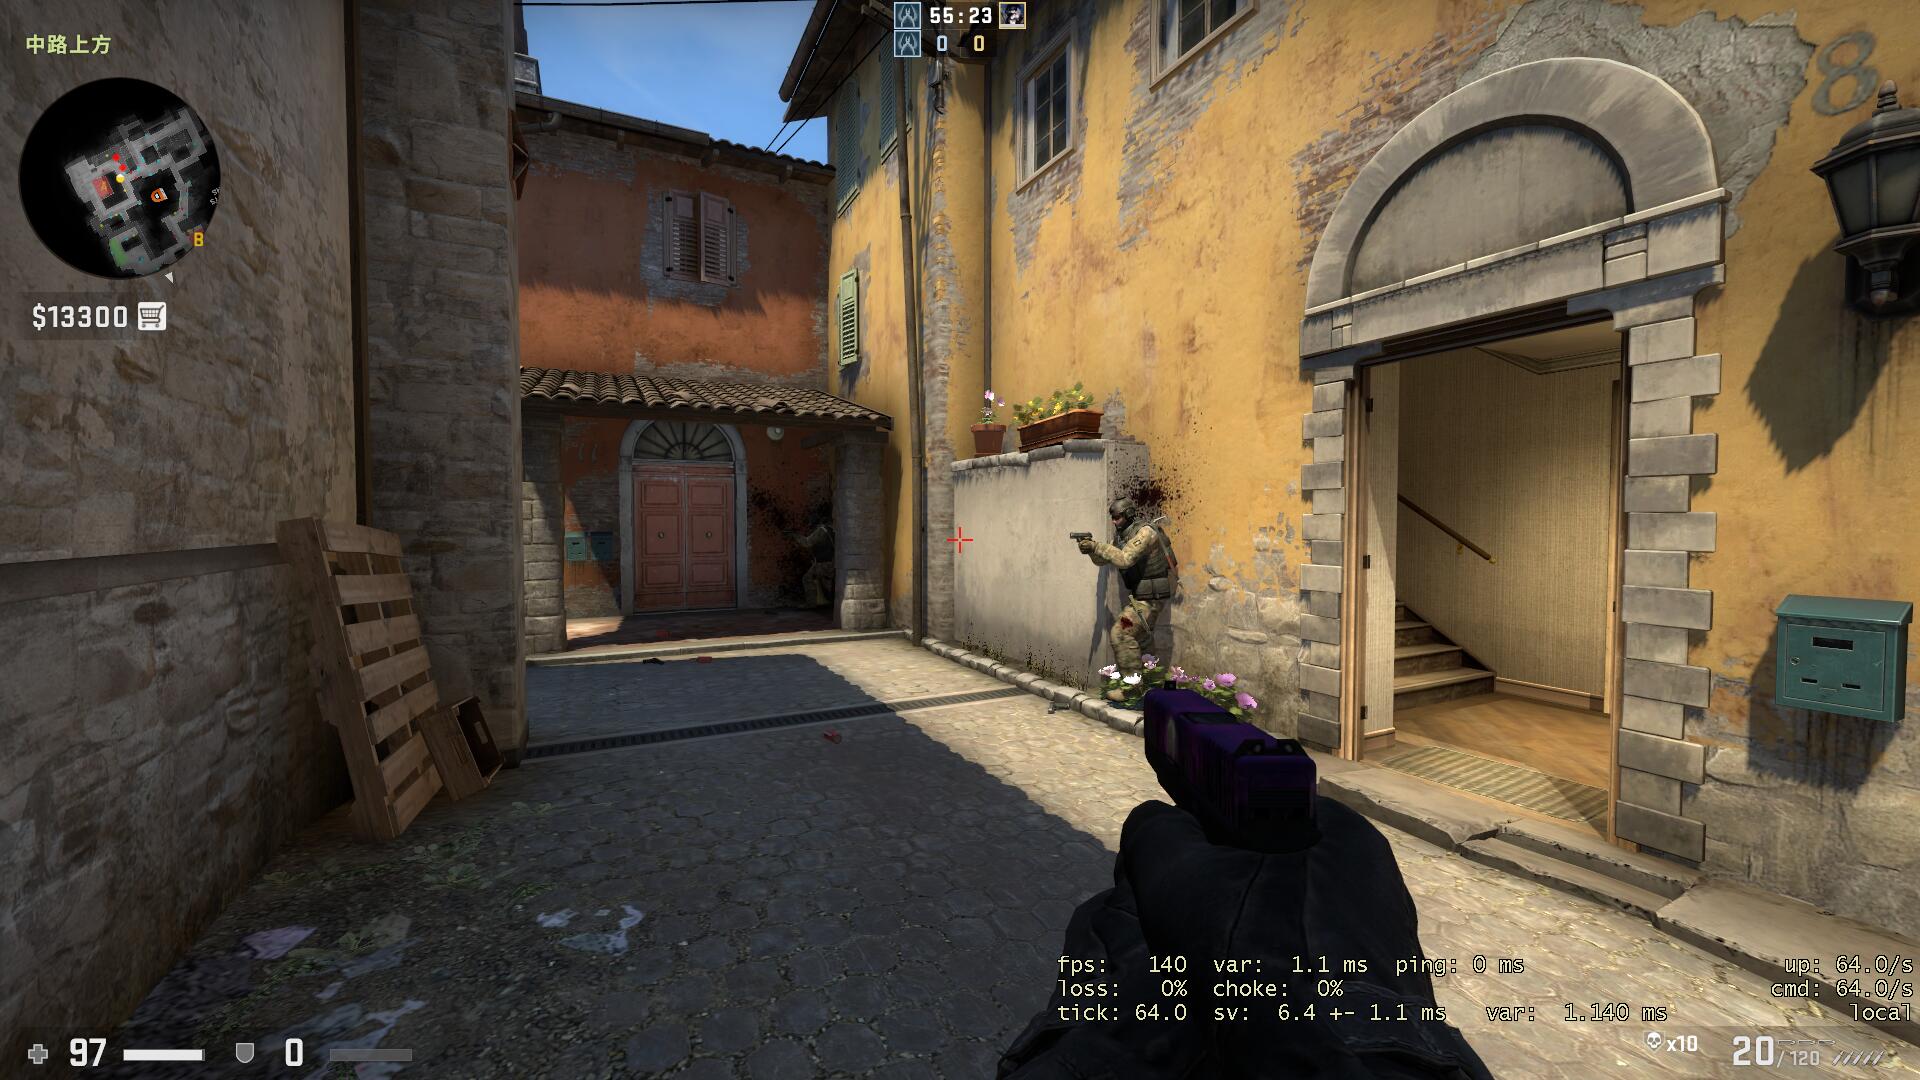 55:23
中路上方
0 0
8
A
B
$13300
fps: 140 var: 1.1 ms ping: 0 ms
up: 64.0/s
loss: 0% choke: 0%
cmd: 64.0/s
tick: 64.0 sv: 6.4 +- 1.1 ms var: 1.140 ms
local
97 0
x10
20/120